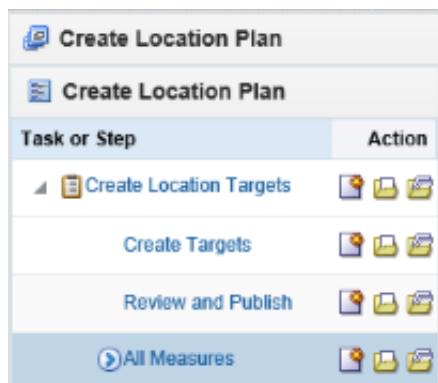 Create Location Plan
Create Location Plan
Task or Step Action
Create Location Targets
Create Targets
Review and Publish
All Measures